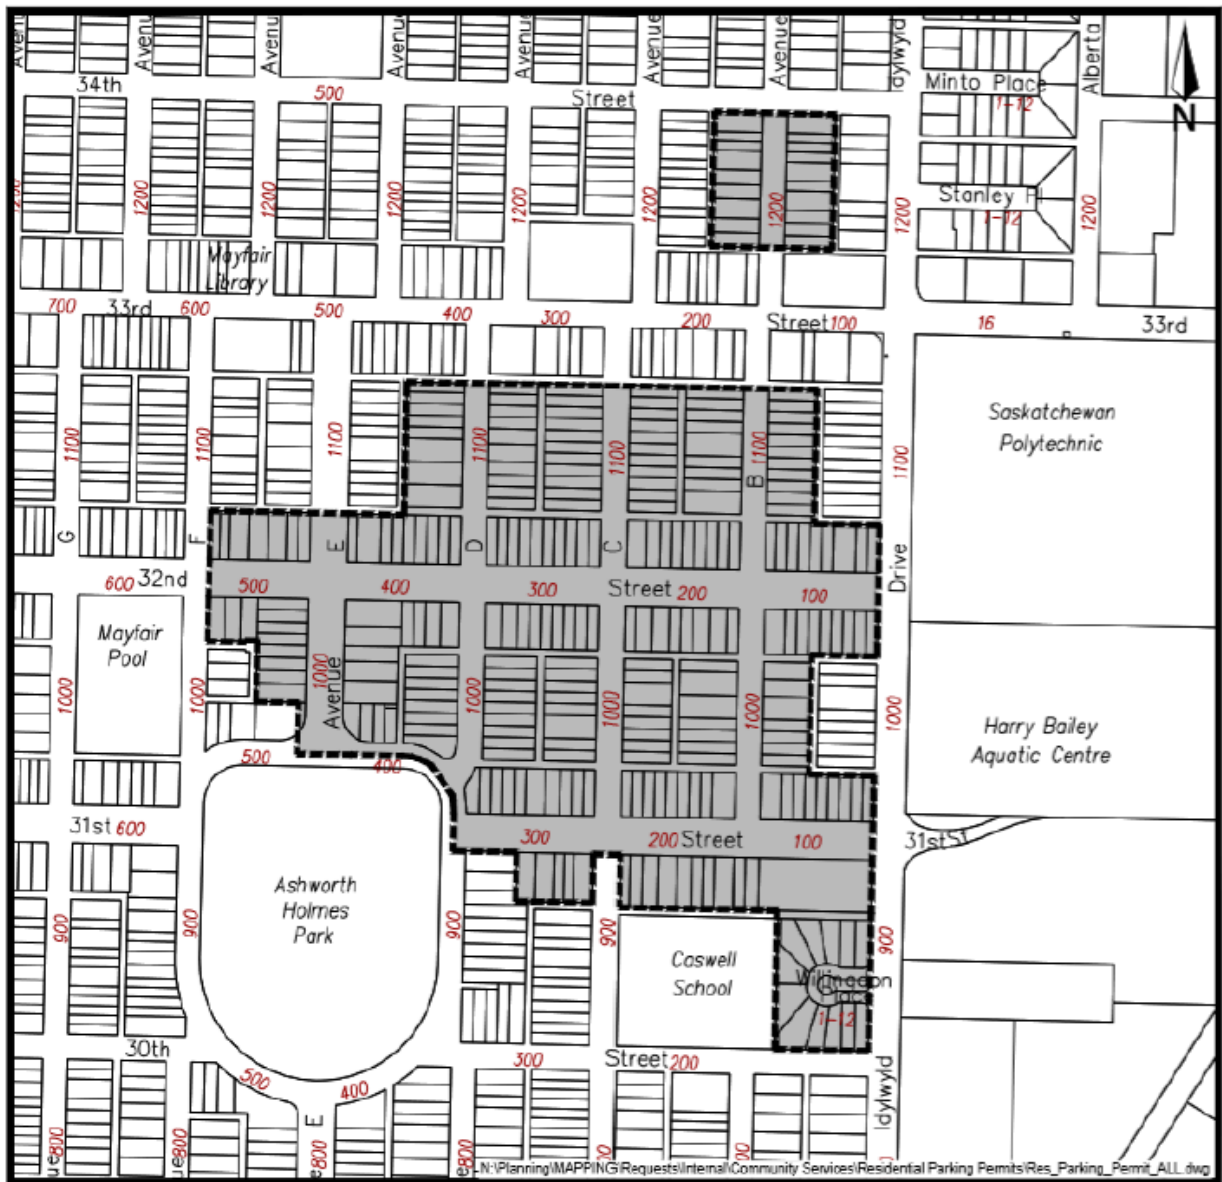 Avenue
Avenue
Avenue
Avenue
Avenue
Idylwyld
Alberta
34th
500
Street
Minto Place
1-12
N
1200
1200
1200
1200
1200
1200
1200
1200
1200
Stanley Pl
1-12
Mayfair
Library
700
33rd
600
500
400
300
200
Street
100
16
33rd
Saskatchewan
Polytechnic
1100
1100
1100
1100
1100
1100
1100
B
G
F
E
D
C
Drive
600
32nd
500
400
300
Street
200
100
Mayfair
Pool
1000
1000
1000
Avenue
1000
1000
1000
1000
Harry Bailey
Aquatic Centre
500
400
31st
600
300
200
Street
100
31st St
Ashworth
Holmes
Park
900
900
900
900
900
Caswell
School
Willingdon
Place
1-12
30th
300
Street
200
500
400
E
Idylwyld
800
800
800
800
N:\Planning\MAPPING\Requests\Internal\Community Services\Residential Parking Permits\Res_Parking_Permit_ALL.dwg